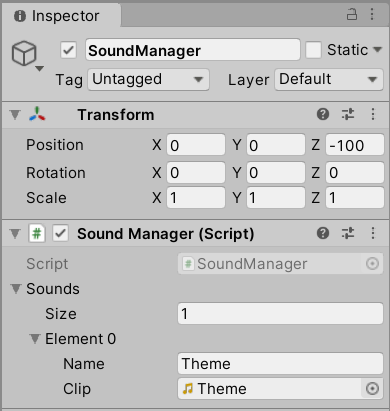 Inspector
SoundManager Static
Tag Untagged Layer Default
Transform
Position X 0 Y 0 Z -100
Rotation X 0 Y 0 Z 0
Scale X 1 Y 1 Z 1
# Sound Manager (Script)
Script # SoundManager
Sounds
Size 1
Element 0
Name Theme
Clip Theme